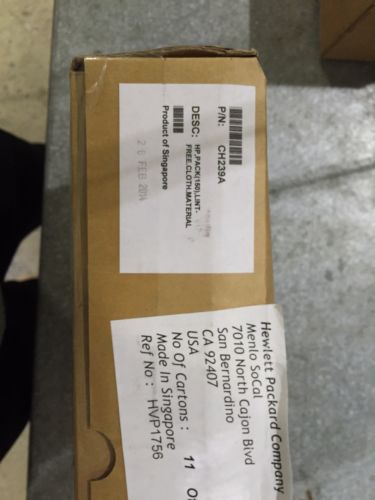 P/N: CH239A
DESC: HP,PACK(150),LINT-
FREE,CLOTH,MATERIAL
Product of Singapore
26 FEB 2014
Hewlett Packard Company
Menlo SoCal
7010 North Cajon Blvd
San Bernardino
CA 92407
USA
No Of Cartons : 11
Made In Singapore
Ref No : HVP1756